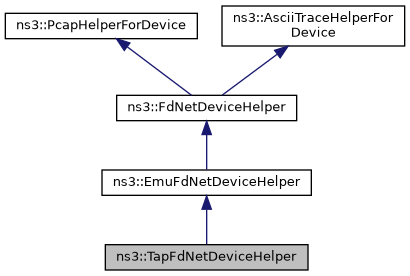 ns3::PcapHelperForDevice
ns3::AsciiTraceHelperFor
Device
ns3::FdNetDeviceHelper
ns3::EmuFdNetDeviceHelper
ns3::TapFdNetDeviceHelper